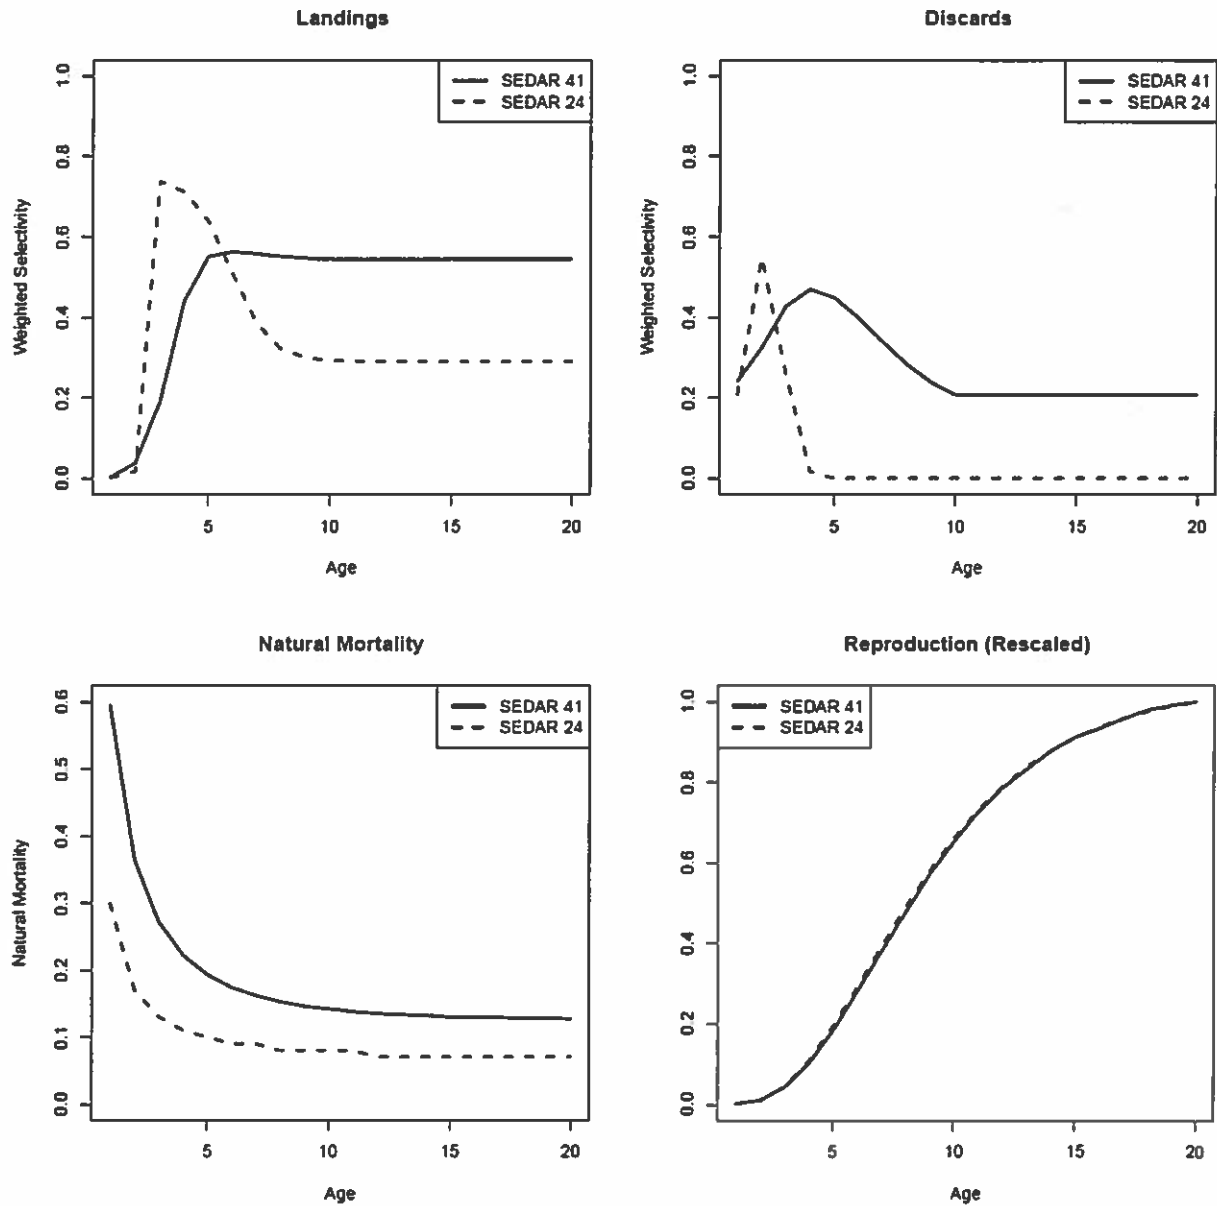 Landings
SEDAR 41
SEDAR 24
Weighted Selectivity
0.0 0.2 0.4 0.6 0.8 1.0
5 10 15 20
Age
Discards
SEDAR 41
SEDAR 24
Weighted Selectivity
0.0 0.2 0.4 0.6 0.8 1.0
5 10 15 20
Age
Natural Mortality
SEDAR 41
SEDAR 24
Natural Mortality
0.0 0.1 0.2 0.3 0.4 0.5 0.6
5 10 15 20
Age
Reproduction (Rescaled)
SEDAR 41
SEDAR 24
0.0 0.2 0.4 0.6 0.8 1.0
5 10 15 20
Age